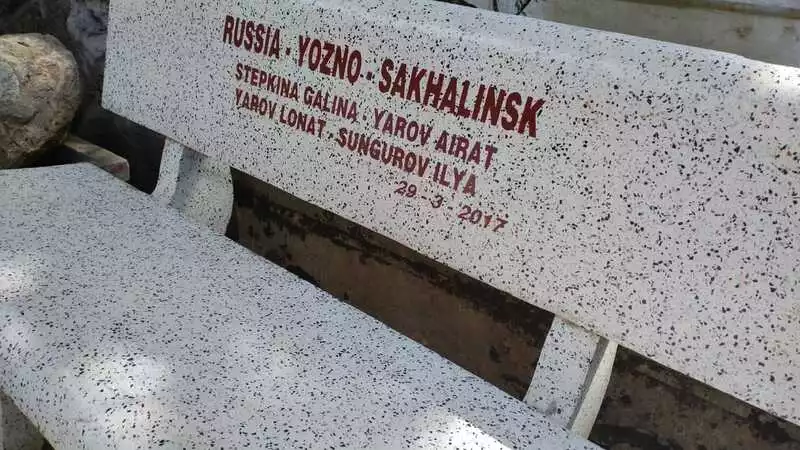 RUSSIA - YOZNO - SAKHALINSK
STEPKINA GALINA YAROV AIRAT
YAROV LONAT - SUNGUROV ILYA
29 - 3 - 2017